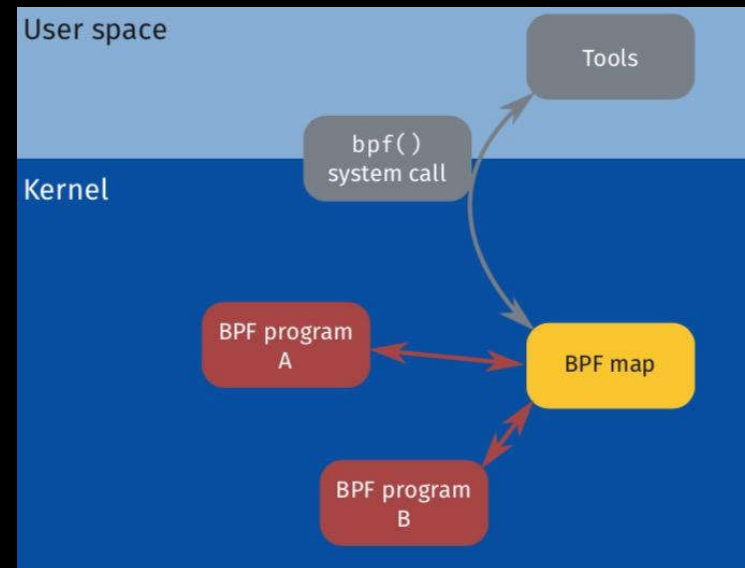 User space
Tools
bpf()
system call
Kernel
BPF program
A
BPF map
BPF program
B